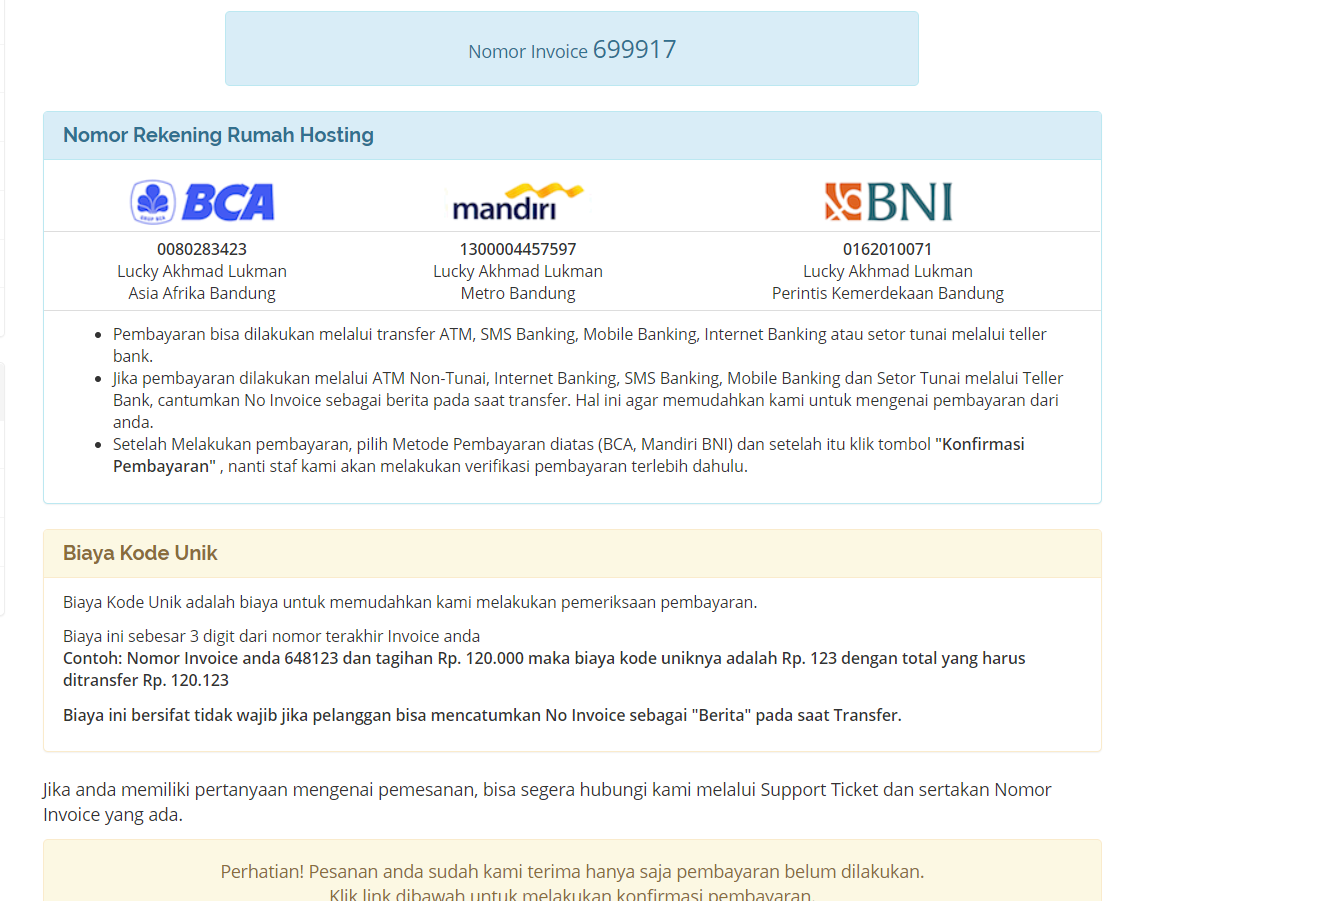 Nomor Invoice 699917
Nomor Rekening Rumah Hosting
BCA
mandiri
BNI
0080283423
Lucky Akhmad Lukman
Asia Afrika Bandung
1300004457597
Lucky Akhmad Lukman
Metro Bandung
0162010071
Lucky Akhmad Lukman
Perintis Kemerdekaan Bandung
• Pembayaran bisa dilakukan melalui transfer ATM, SMS Banking, Mobile Banking, Internet Banking atau setor tunai melalui teller
bank.
• Jika pembayaran dilakukan melalui ATM Non-Tunai, Internet Banking, SMS Banking, Mobile Banking dan Setor Tunai melalui Teller
Bank, cantumkan No Invoice sebagai berita pada saat transfer. Hal ini agar memudahkan kami untuk mengenai pembayaran dari
anda.
• Setelah Melakukan pembayaran, pilih Metode Pembayaran diatas (BCA, Mandiri BNI) dan setelah itu klik tombol "Konfirmasi
Pembayaran" , nanti staf kami akan melakukan verifikasi pembayaran terlebih dahulu.
Biaya Kode Unik
Biaya Kode Unik adalah biaya untuk memudahkan kami melakukan pemeriksaan pembayaran.
Biaya ini sebesar 3 digit dari nomor terakhir Invoice anda
Contoh: Nomor Invoice anda 648123 dan tagihan Rp. 120.000 maka biaya kode uniknya adalah Rp. 123 dengan total yang harus
ditransfer Rp. 120.123
Biaya ini bersifat tidak wajib jika pelanggan bisa mencatumkan No Invoice sebagai "Berita" pada saat Transfer.
Jika anda memiliki pertanyaan mengenai pemesanan, bisa segera hubungi kami melalui Support Ticket dan sertakan Nomor
Invoice yang ada.
Perhatian! Pesanan anda sudah kami terima hanya saja pembayaran belum dilakukan.
Klik link dibawah untuk melakukan konfirmasi pembayaran.